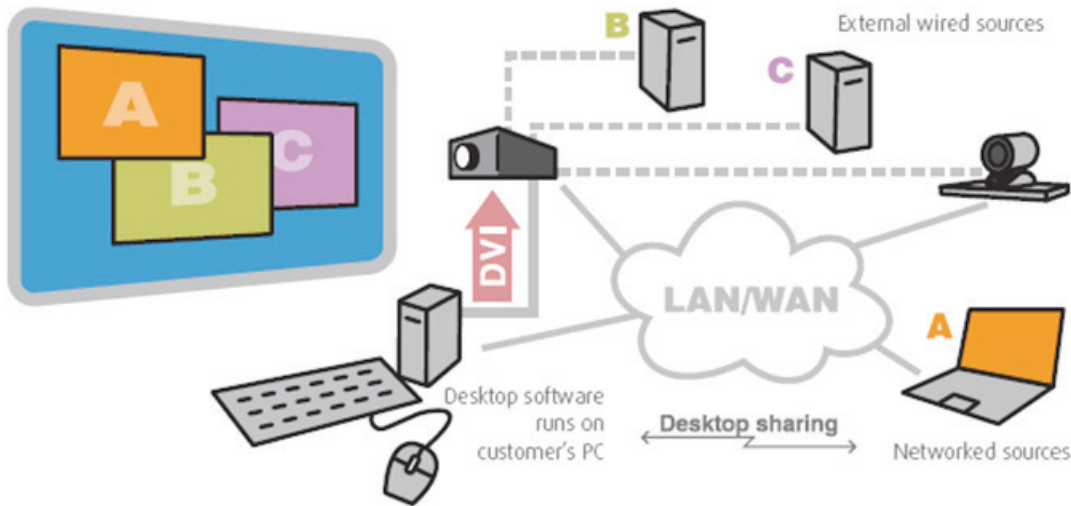 B
External wired sources
C
A
B
C
DVI
LAN/WAN
A
Desktop software
runs on
customer's PC
Desktop sharing
Networked sources